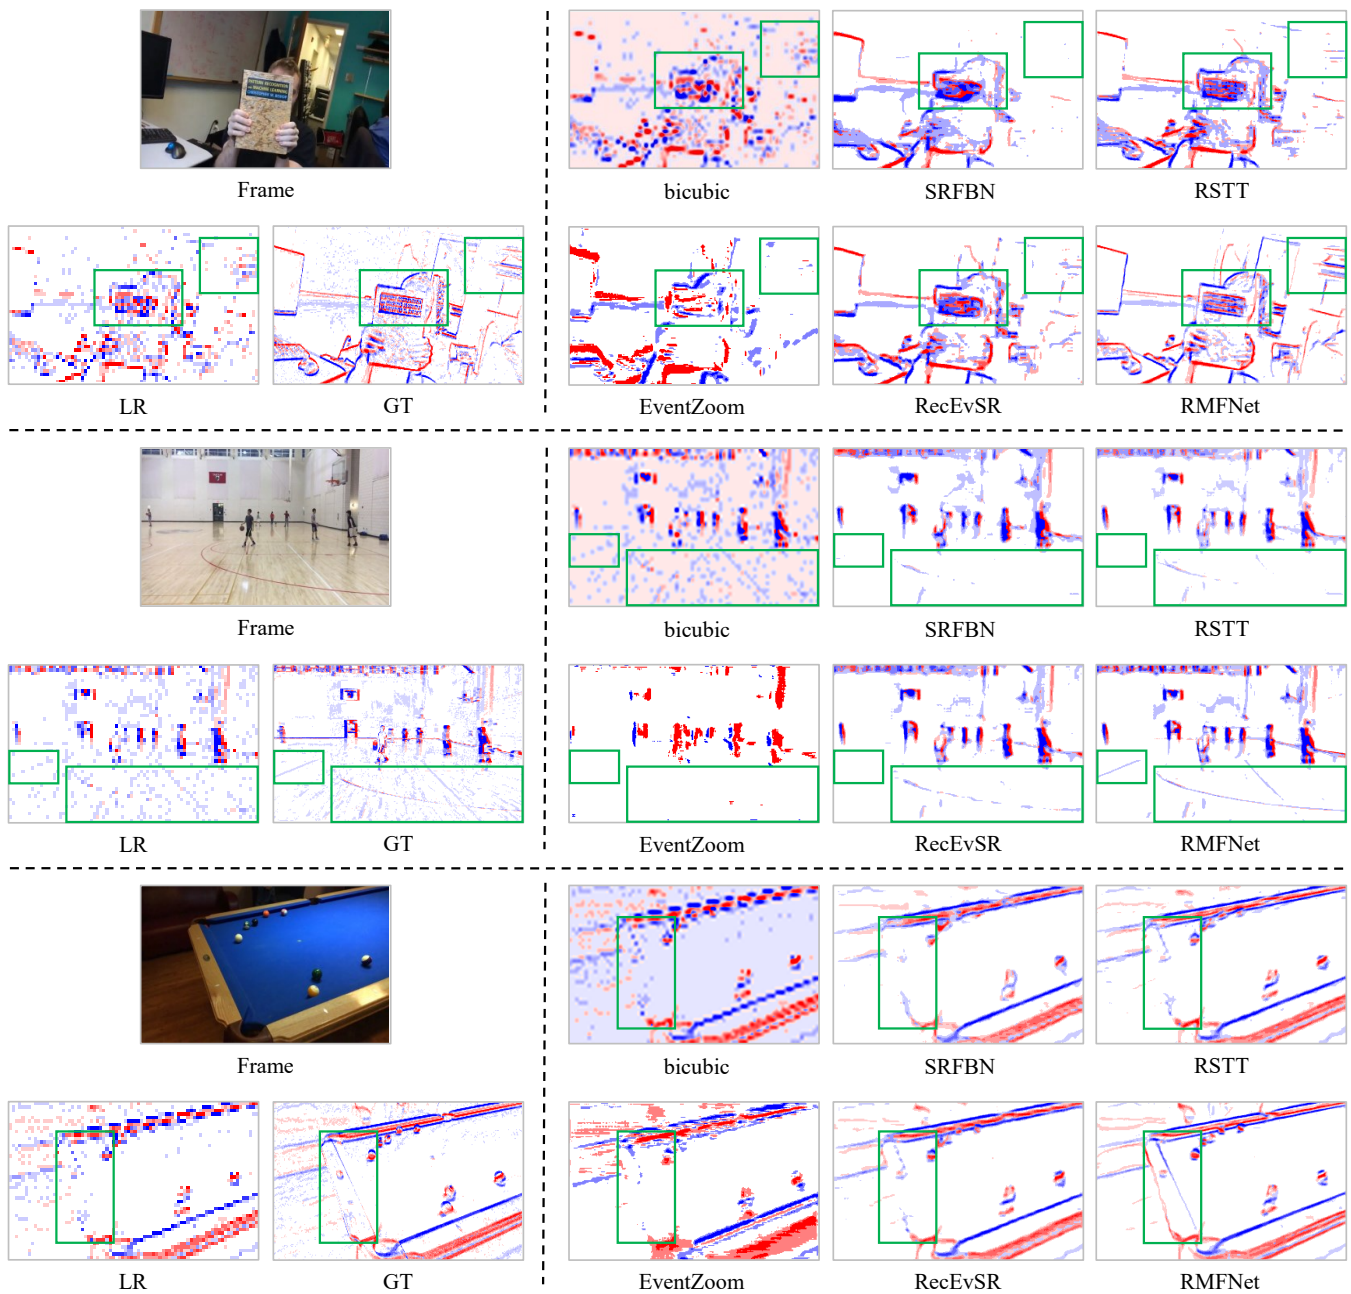 Frame
bicubic
SRFBN
RSTT
LR
GT
EventZoom
RecEvSR
RMFNet
Frame
bicubic
SRFBN
RSTT
LR
GT
EventZoom
RecEvSR
RMFNet
Frame
bicubic
SRFBN
RSTT
LR
GT
EventZoom
RecEvSR
RMFNet